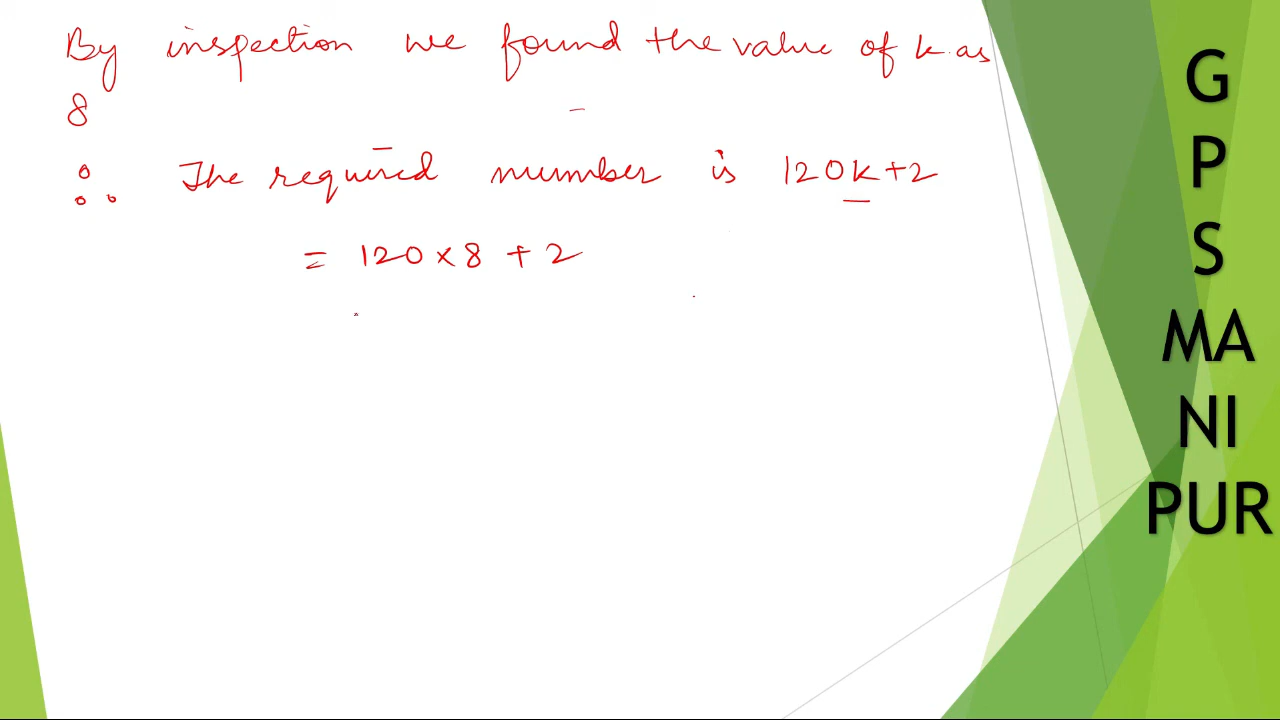 By inspection we found the value of k as
8
∴ The required number is 120k+2
= 120×8 + 2
G
P
S
MA
NI
PUR